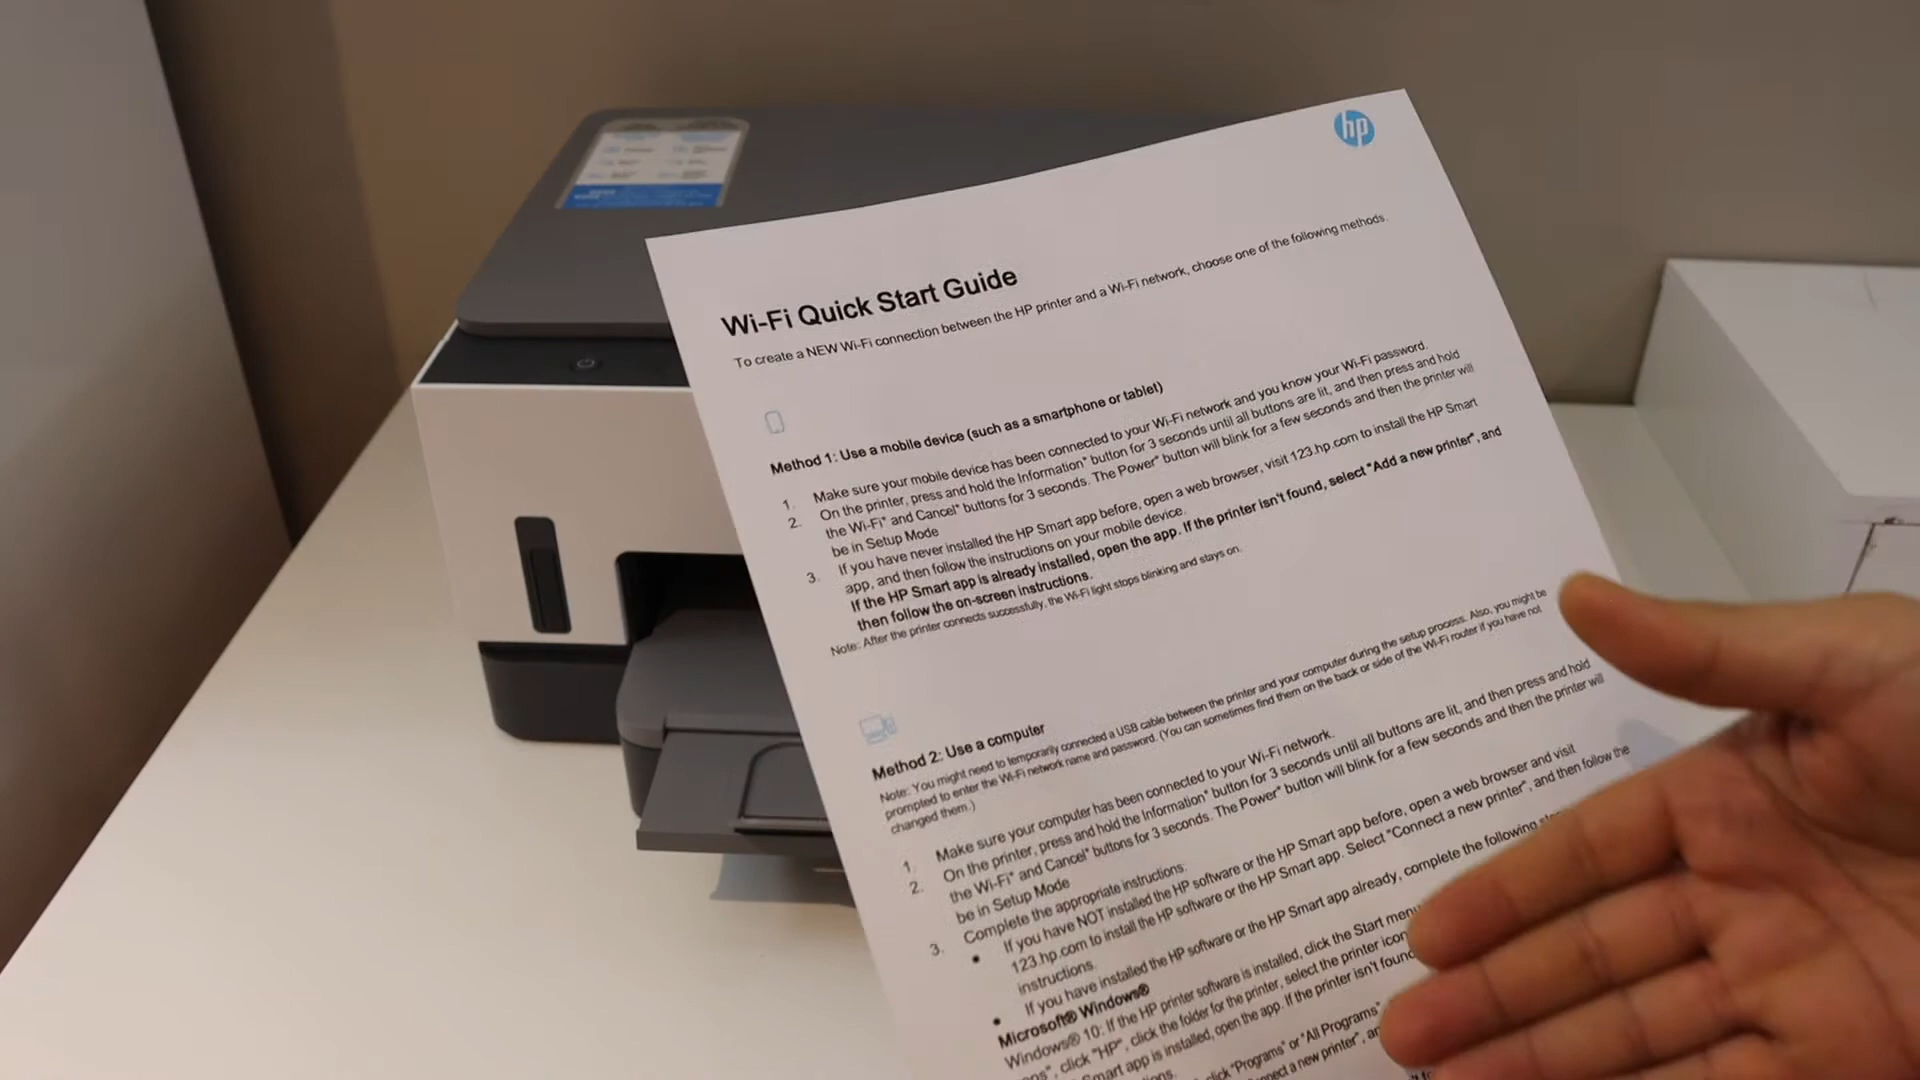 hp
Wi-Fi Quick Start Guide
To create a NEW Wi-Fi connection between the HP printer and a Wi-Fi network, choose one of the following methods.
Method 1: Use a mobile device (such as a smartphone or tablet)
1. Make sure your mobile device has been connected to your Wi-Fi network and you know your Wi-Fi password.
2. On the printer, press and hold the Information* button for 3 seconds until all buttons are lit, and then press and hold
the Wi-Fi* and Cancel* buttons for 3 seconds. The Power* button will blink for a few seconds and then the printer will
be in Setup Mode
3. If you have never installed the HP Smart app before, open a web browser, visit 123.hp.com to install the HP Smart
app, and then follow the instructions on your mobile device.
If the HP Smart app is already installed, open the app. If the printer isn't found, select "Add a new printer", and
then follow the on-screen instructions.
Note: After the printer connects successfully, the Wi-Fi light stops blinking and stays on.
Method 2: Use a computer
Note: You might need to temporarily connected a USB cable between the printer and your computer during the setup process. Also, you might be
prompted to enter the Wi-Fi network name and password. (You can sometimes find them on the back or side of the Wi-Fi router if you have not
changed them.)
1. Make sure your computer has been connected to your Wi-Fi network.
2. On the printer, press and hold the Information* button for 3 seconds until all buttons are lit, and then press and hold
the Wi-Fi* and Cancel* buttons for 3 seconds. The Power* button will blink for a few seconds and then the printer will
be in Setup Mode
3. Complete the appropriate instructions:
• If you have NOT installed the HP software or the HP Smart app before, open a web browser and visit
123.hp.com to install the HP software or the HP Smart app. Select "Connect a new printer", and then follow the
instructions.
• If you have installed the HP software or the HP Smart app already, complete the following
Microsoft® Windows®
Windows® 10: If the HP printer software is installed, click the Start menu
click "HP", click the folder for the printer, select the printer icon
Smart app is installed, open the app. If the printer isn't found
click "Programs" or "All Programs"